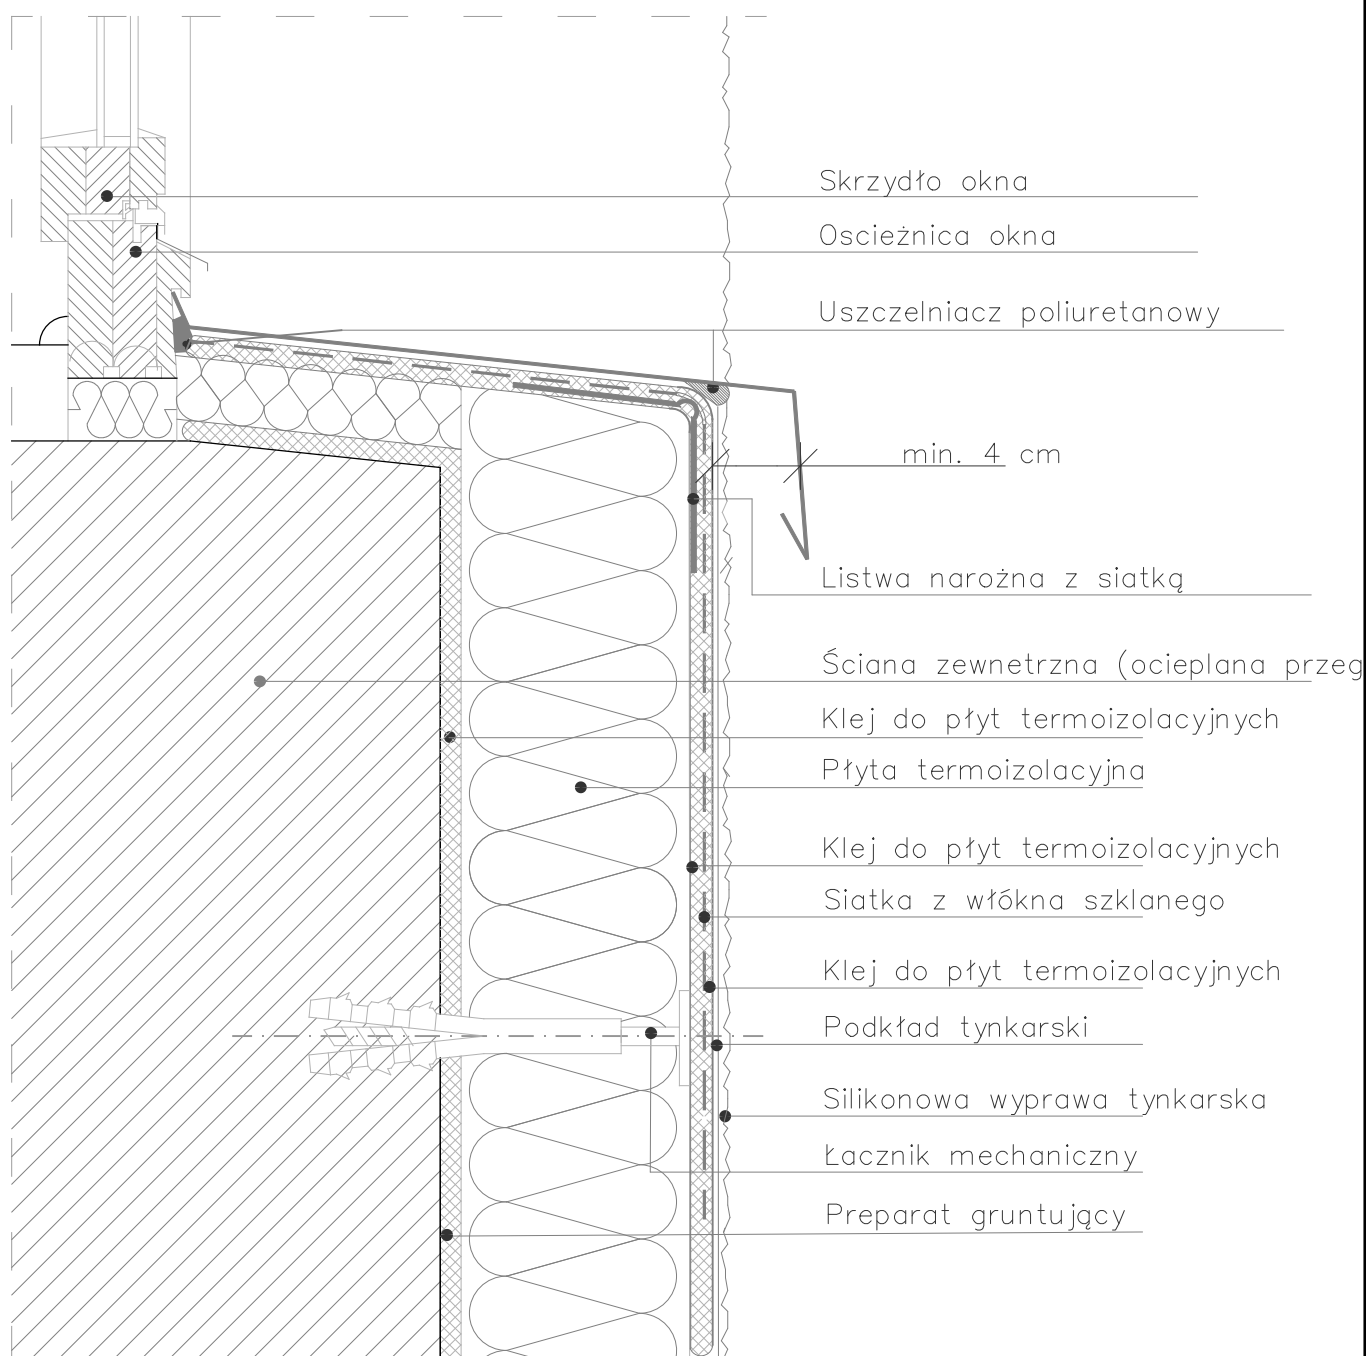 Skrzydło okna
Oscieżnica okna
Uszczelniacz poliuretanowy
min. 4 cm
Listwa narożna z siatką
Ściana zewnetrzna (ocieplana przeg
Klej do płyt termoizolacyjnych
Płyta termoizolacyjna
Klej do płyt termoizolacyjnych
Siatka z włókna szklanego
Klej do płyt termoizolacyjnych
Podkład tynkarski
Silikonowa wyprawa tynkarska
Łacznik mechaniczny
Preparat gruntujący